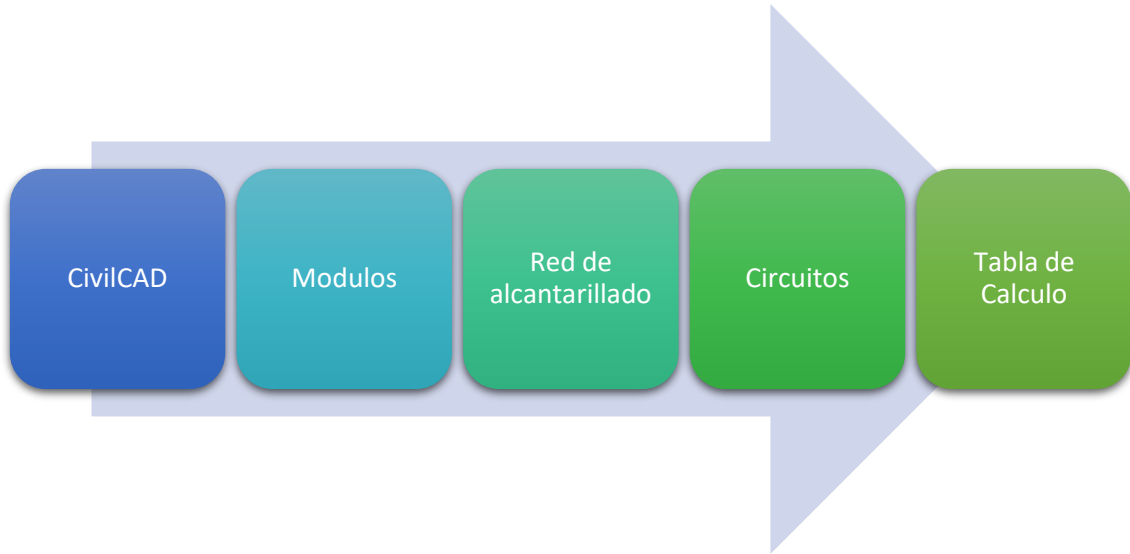 CivilCAD
Modulos
Red de
alcantarillado
Circuitos
Tabla de
Calculo